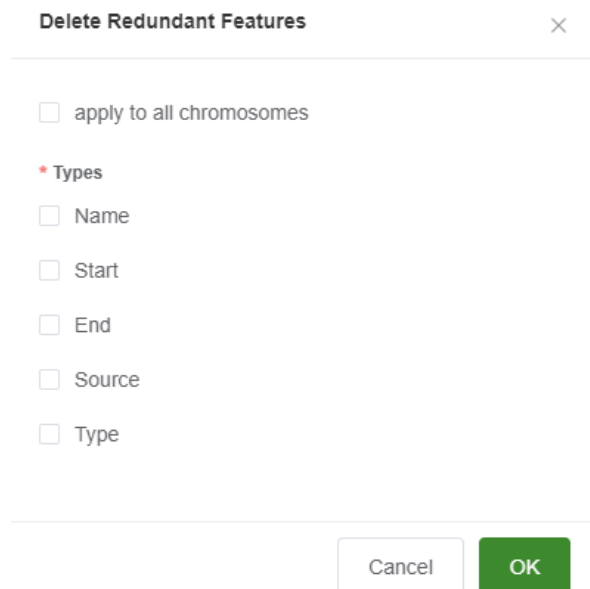 Delete Redundant Features
apply to all chromosomes
* Types
Name
Start
End
Source
Type
Cancel OK